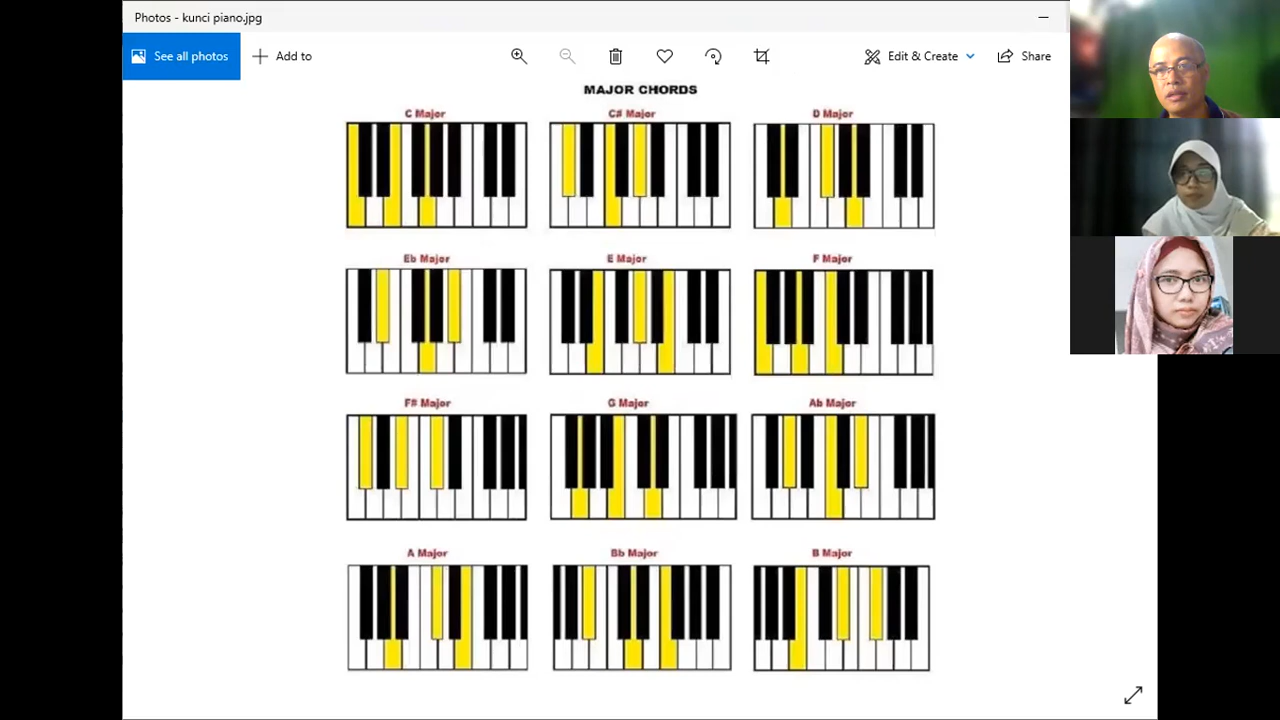 Photos - kunci piano.jpg
See all photos
Add to
Edit & Create
Share
MAJOR CHORDS
C Major
C# Major
D Major
Eb Major
E Major
F Major
F# Major
G Major
Ab Major
A Major
Bb Major
B Major